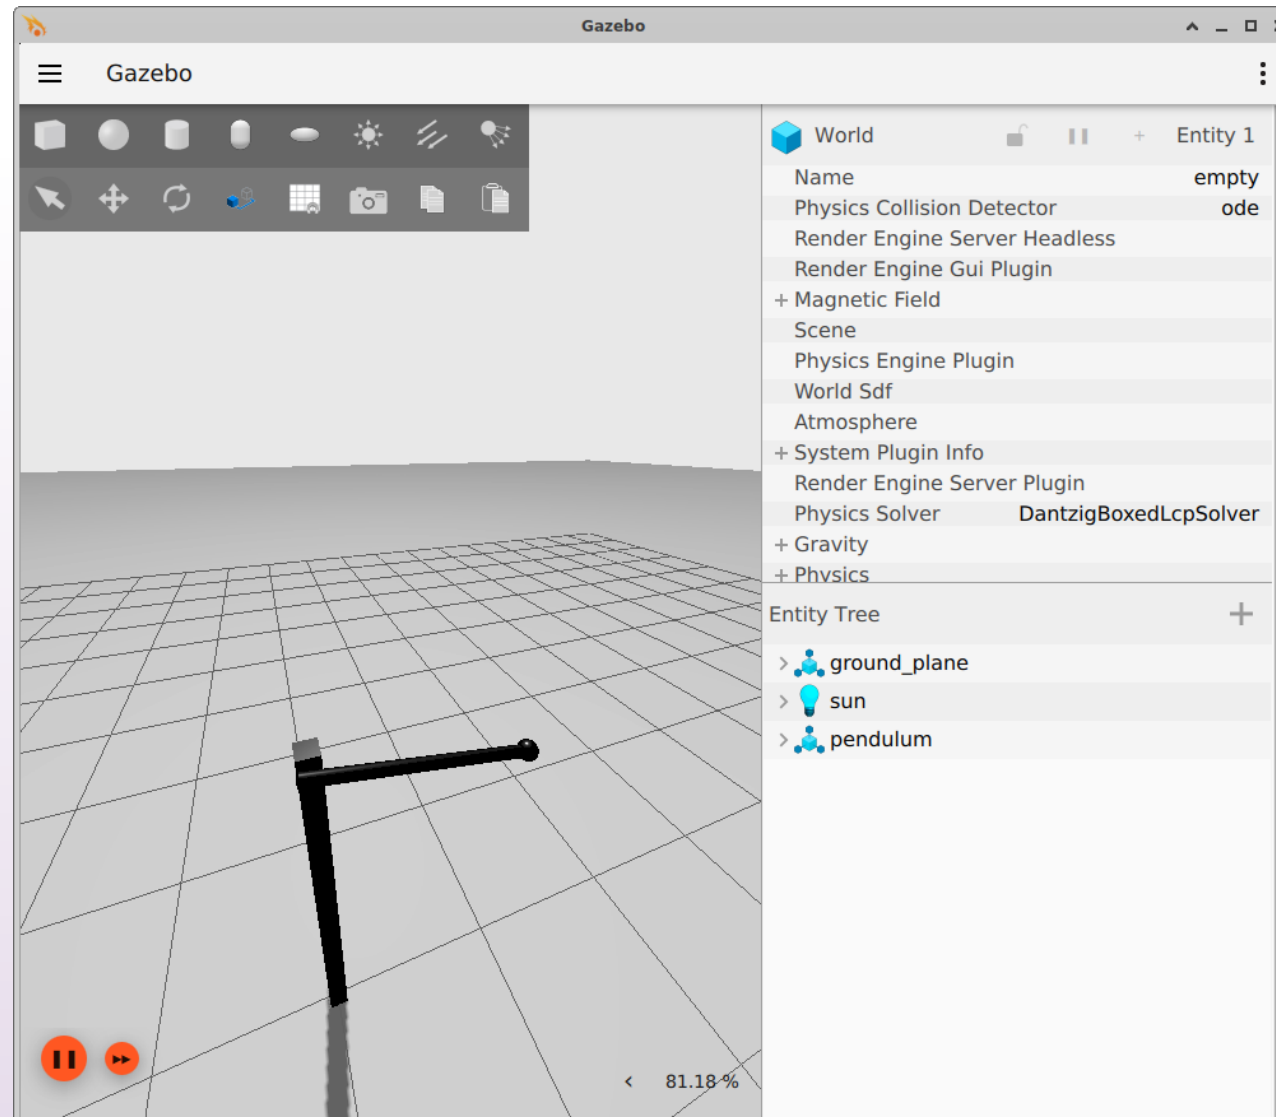 Gazebo
Gazebo
World Entity 1
Name empty
Physics Collision Detector ode
Render Engine Server Headless
Render Engine Gui Plugin
Magnetic Field
Scene
Physics Engine Plugin
World Sdf
Atmosphere
System Plugin Info
Render Engine Server Plugin
Physics Solver DantzigBoxedLcpSolver
Gravity
Physics
Entity Tree
ground_plane
sun
pendulum
81.18 %